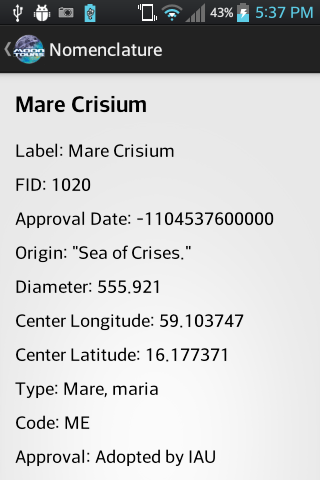 43% 5:37 PM
MOON TOURS Nomenclature
Mare Crisium
Label: Mare Crisium
FID: 1020
Approval Date: -1104537600000
Origin: "Sea of Crises."
Diameter: 555.921
Center Longitude: 59.103747
Center Latitude: 16.177371
Type: Mare, maria
Code: ME
Approval: Adopted by IAU